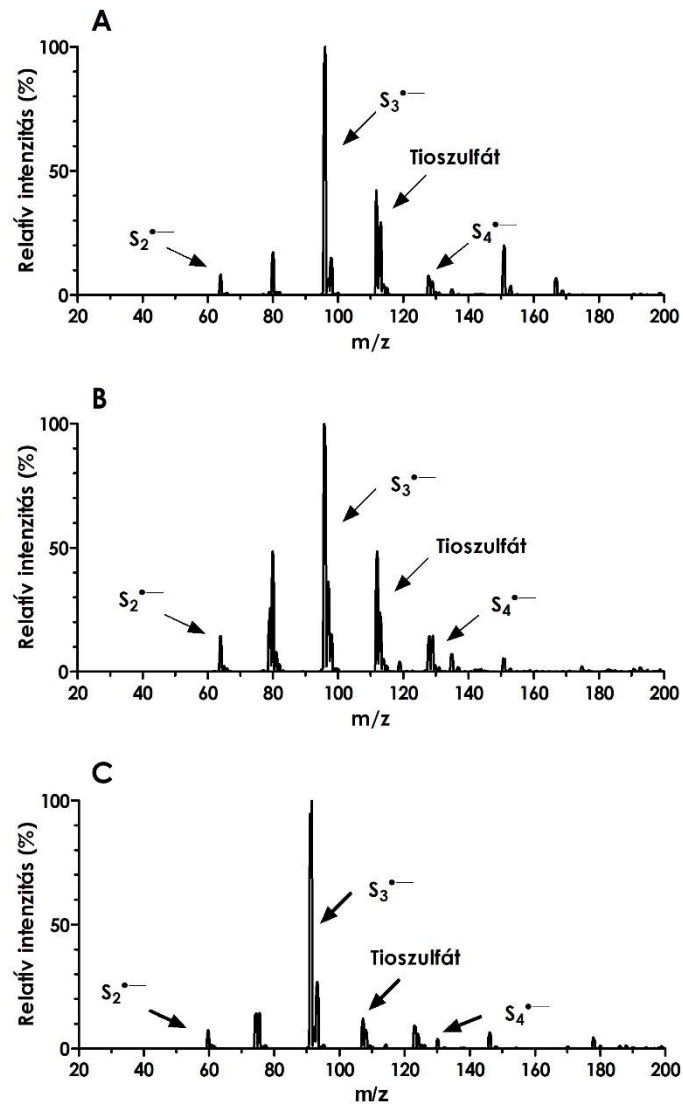 A
Relatív intenzitás (%)
100
50
0
S₂•—
S₃•—
Tioszulfát
S₄•—
20 40 60 80 100 120 140 160 180 200
m/z
B
Relatív intenzitás (%)
100
50
0
S₂•—
S₃•—
Tioszulfát
S₄•—
20 40 60 80 100 120 140 160 180 200
m/z
C
Relatív intenzitás (%)
100
50
0
S₂•—
S₃•—
Tioszulfát
S₄•—
20 40 60 80 100 120 140 160 180 200
m/z